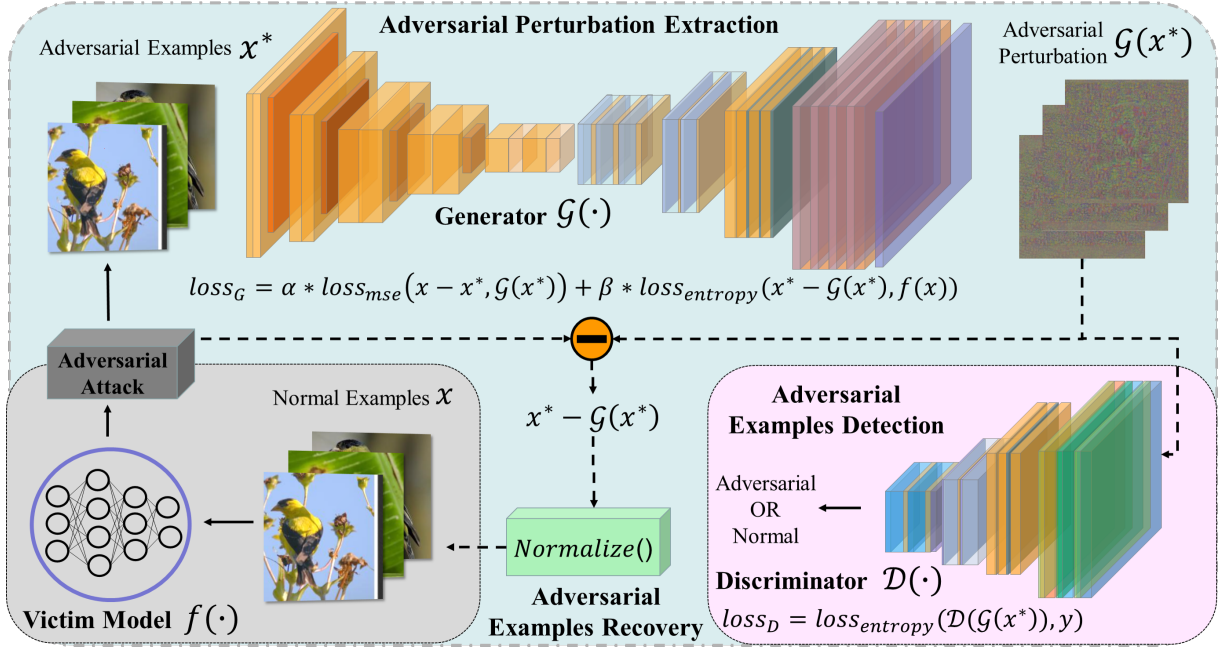 Adversarial Perturbation Extraction
Adversarial Examples x*
Adversarial
Perturbation 𝒢(x*)
Generator 𝒢(·)
loss_G = α * loss_mse(x − x*, 𝒢(x*)) + β * loss_entropy(x* − 𝒢(x*), f(x))
Adversarial
Attack
Normal Examples x
x* − 𝒢(x*)
Normalize()
Adversarial
Examples Recovery
Victim Model f(·)
Adversarial
Examples Detection
Adversarial
OR
Normal
Discriminator 𝒟(·)
loss_D = loss_entropy(𝒟(𝒢(x*)), y)